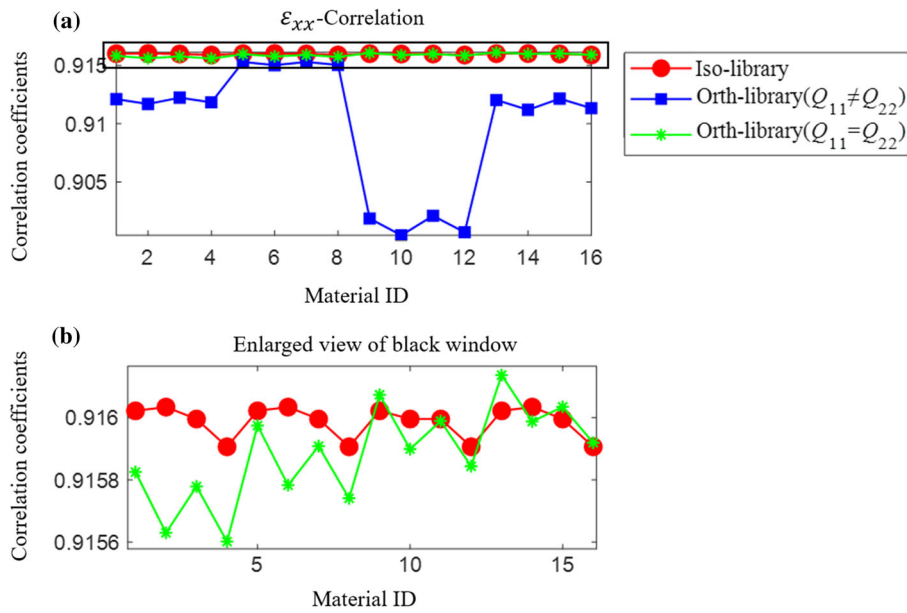 (a)
ε_xx-Correlation
0.915
0.91
0.905
Correlation coefficients
2 4 6 8 10 12 14 16
Material ID
Iso-library
Orth-library(Q_11≠Q_22)
Orth-library(Q_11=Q_22)
(b)
Enlarged view of black window
0.916
0.9158
0.9156
Correlation coefficients
5 10 15
Material ID